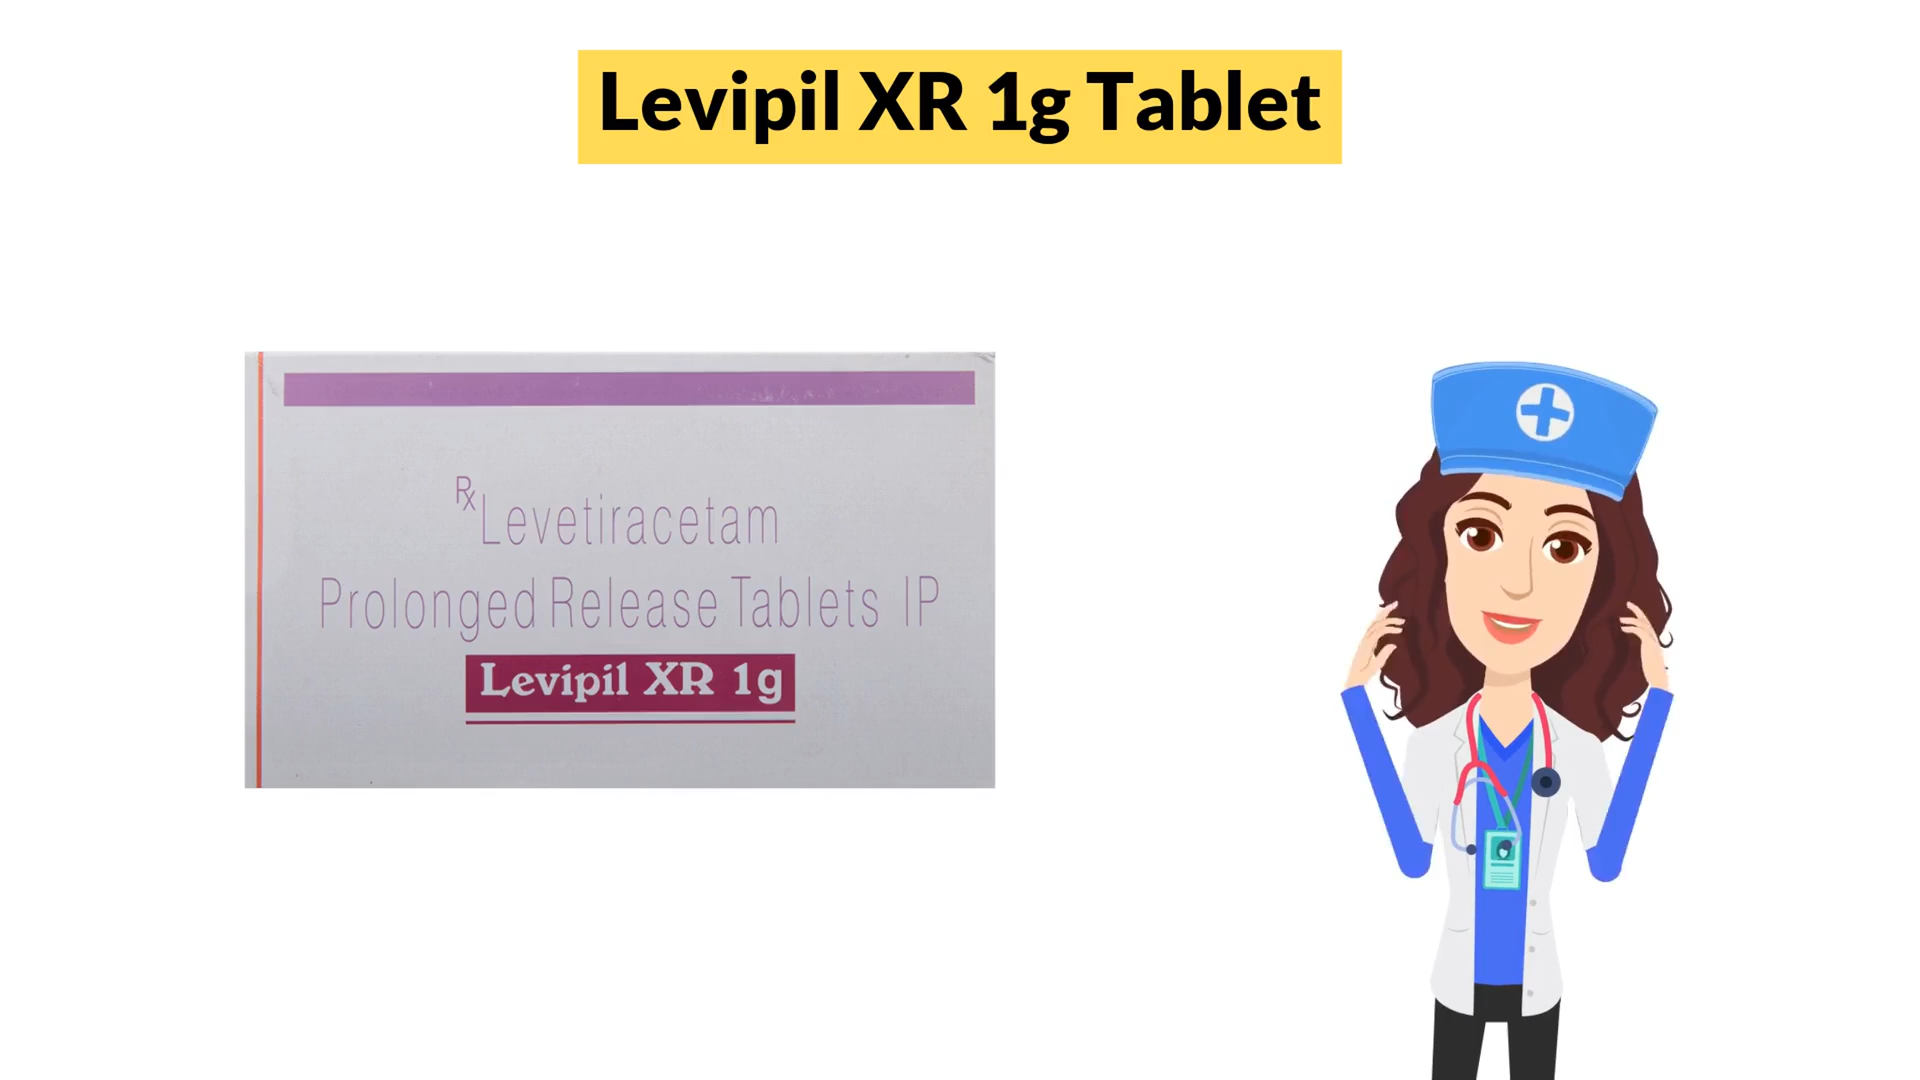 Levipil XR 1g Tablet
Rx Levetiracetam
Prolonged Release Tablets IP
Levipil XR 1g